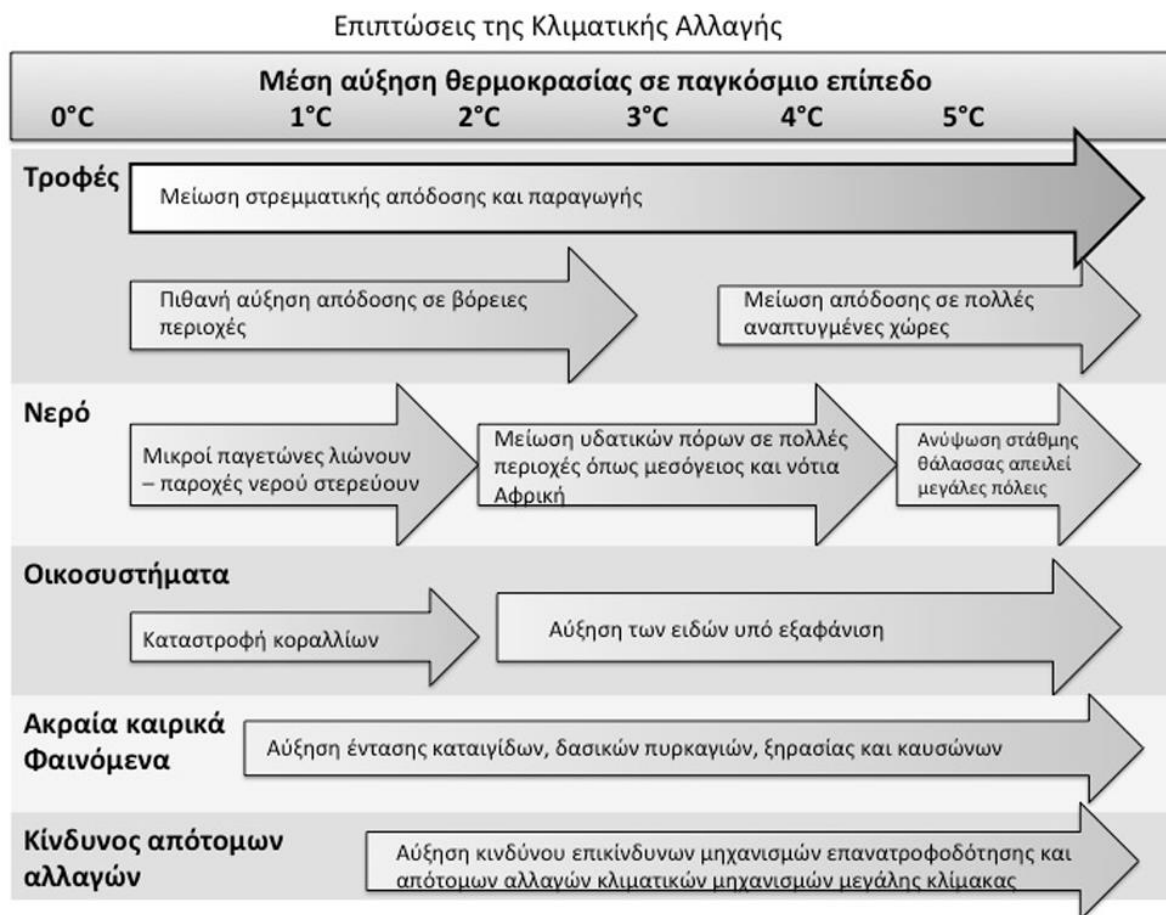 Επιπτώσεις της Κλιματικής Αλλαγής
Μέση αύξηση θερμοκρασίας σε παγκόσμιο επίπεδο
0°C 1°C 2°C 3°C 4°C 5°C
Τροφές
Μείωση στρεμματικής απόδοσης και παραγωγής
Πιθανή αύξηση απόδοσης σε βόρειες
περιοχές
Μείωση απόδοσης σε πολλές
αναπτυγμένες χώρες
Νερό
Μικροί παγετώνες λιώνουν
– παροχές νερού στερεύουν
Μείωση υδατικών πόρων σε πολλές
περιοχές όπως μεσόγειος και νότια
Αφρική
Ανύψωση στάθμης
θάλασσας απειλεί
μεγάλες πόλεις
Οικοσυστήματα
Καταστροφή κοραλλίων
Αύξηση των ειδών υπό εξαφάνιση
Ακραία καιρικά
Φαινόμενα
Αύξηση έντασης καταιγίδων, δασικών πυρκαγιών, ξηρασίας και καυσώνων
Κίνδυνος απότομων
αλλαγών
Αύξηση κινδύνου επικίνδυνων μηχανισμών επανατροφοδότησης και
απότομων αλλαγών κλιματικών μηχανισμών μεγάλης κλίμακας